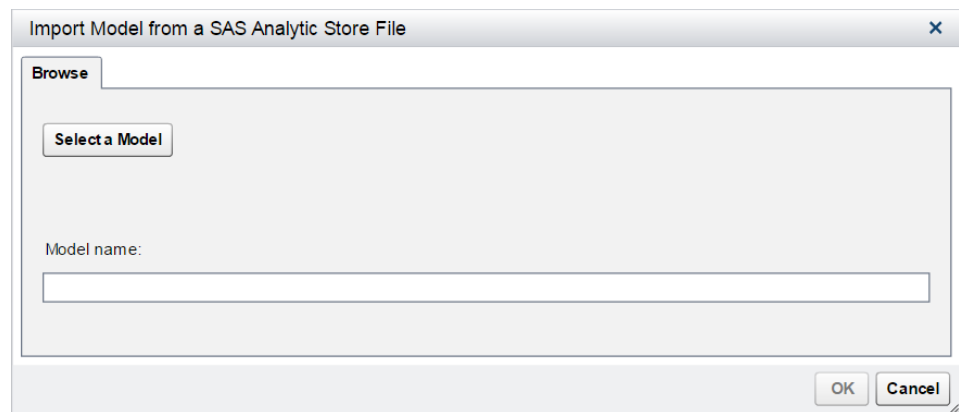 Import Model from a SAS Analytic Store File
Browse
Select a Model
Model name:
OK Cancel